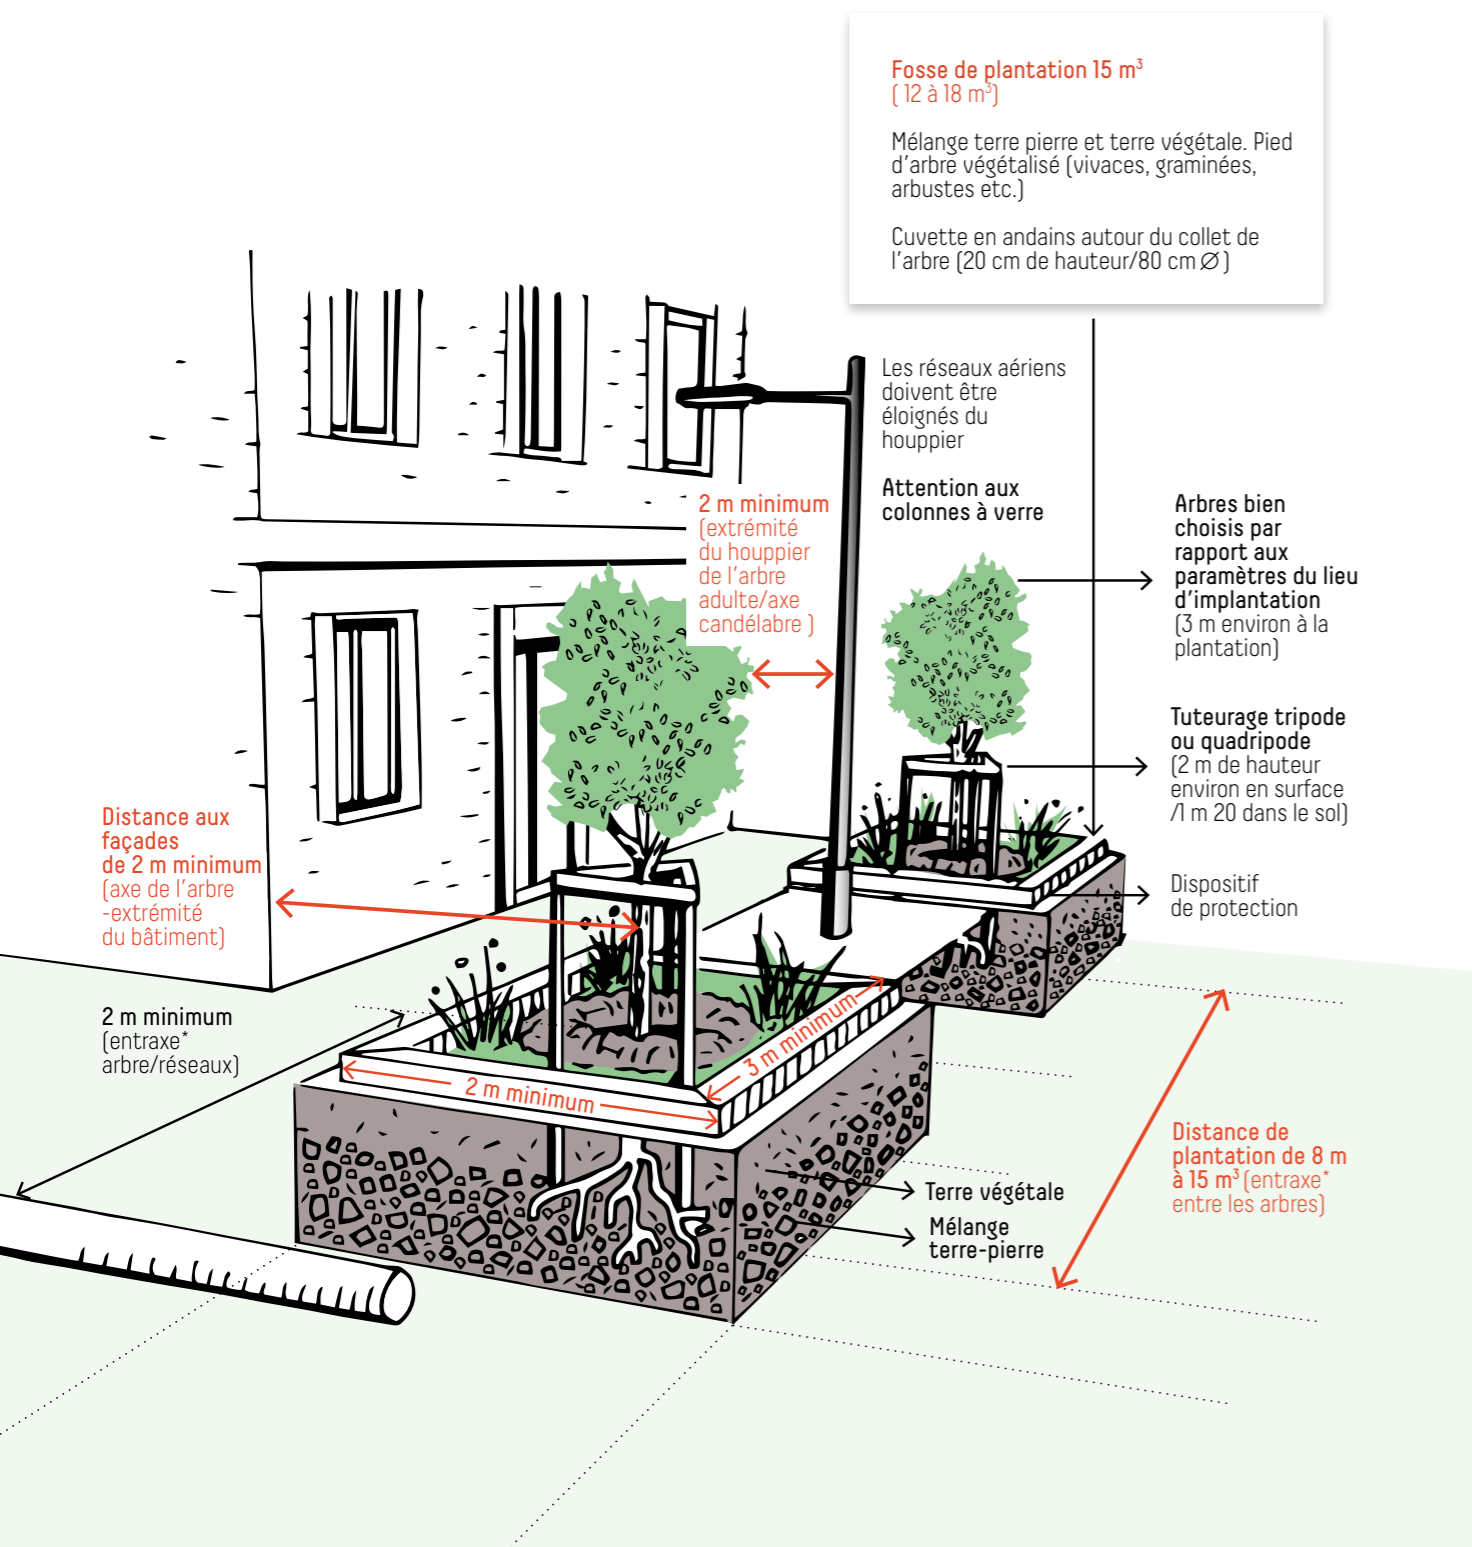 Fosse de plantation 15 m³
( 12 à 18 m³)
Mélange terre pierre et terre végétale. Pied
d'arbre végétalisé (vivaces, graminées,
arbustes etc.)
Cuvette en andains autour du collet de
l'arbre (20 cm de hauteur/80 cm Ø )
Les réseaux aériens
doivent être
éloignés du
houppier
Attention aux
colonnes à verre
2 m minimum
(extrémité
du houppier
de l'arbre
adulte/axe
candélabre )
Arbres bien
choisis par
rapport aux
paramètres du lieu
d'implantation
(3 m environ à la
plantation)
Tuteurage tripode
ou quadripode
(2 m de hauteur
environ en surface
/1 m 20 dans le sol)
Dispositif
de protection
Distance aux
façades
de 2 m minimum
(axe de l'arbre
-extrémité
du bâtiment)
2 m minimum
(entraxe*
arbre/réseaux)
2 m minimum
3 m minimum
Distance de
plantation de 8 m
à 15 m³ (entraxe*
entre les arbres)
Terre végétale
Mélange
terre-pierre